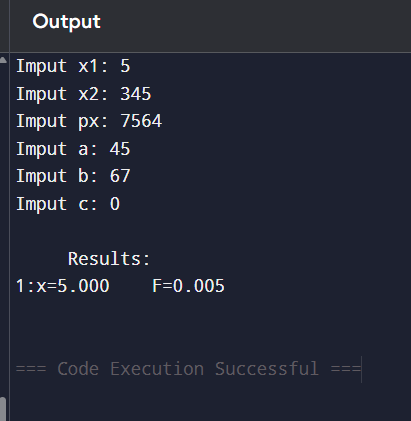 Output
Imput x1: 5
Imput x2: 345
Imput px: 7564
Imput a: 45
Imput b: 67
Imput c: 0
Results:
1:x=5.000    F=0.005
=== Code Execution Successful ===